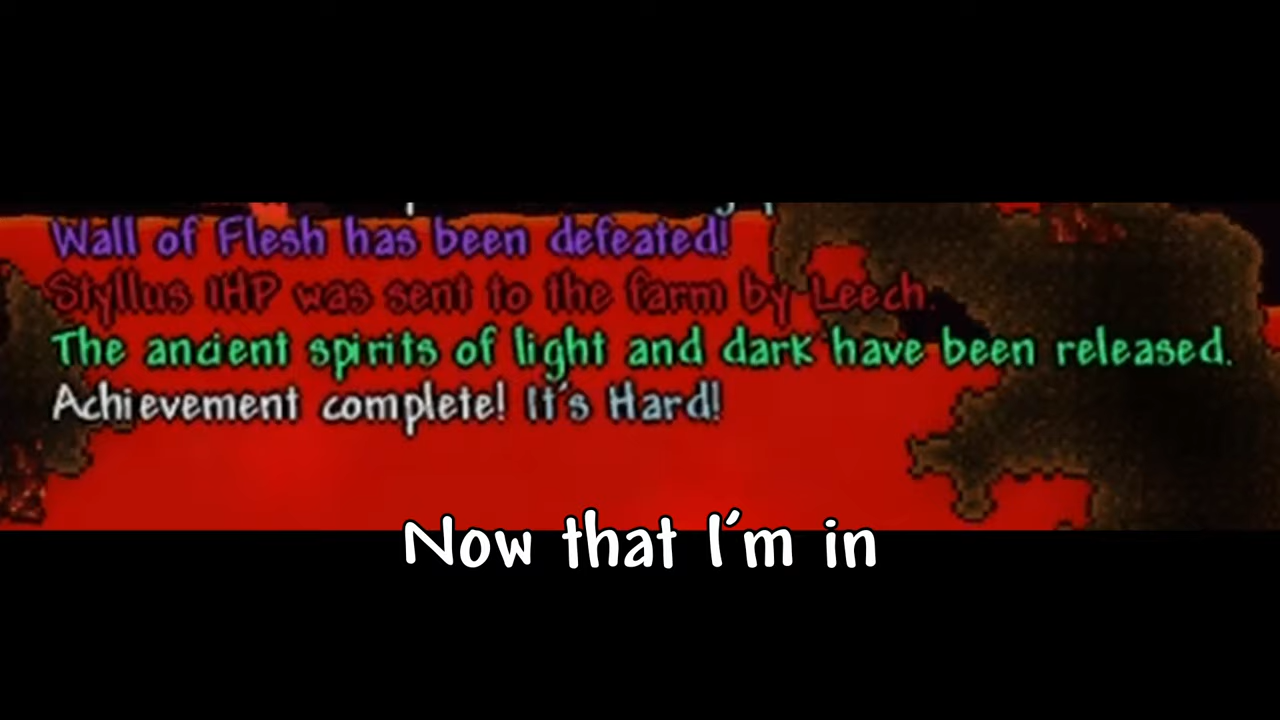 Wall of Flesh has been defeated!
Styllus 1HP was sent to the farm by Leech.
The ancient spirits of light and dark have been released.
Achievement complete! It's Hard!
Now that I'm in